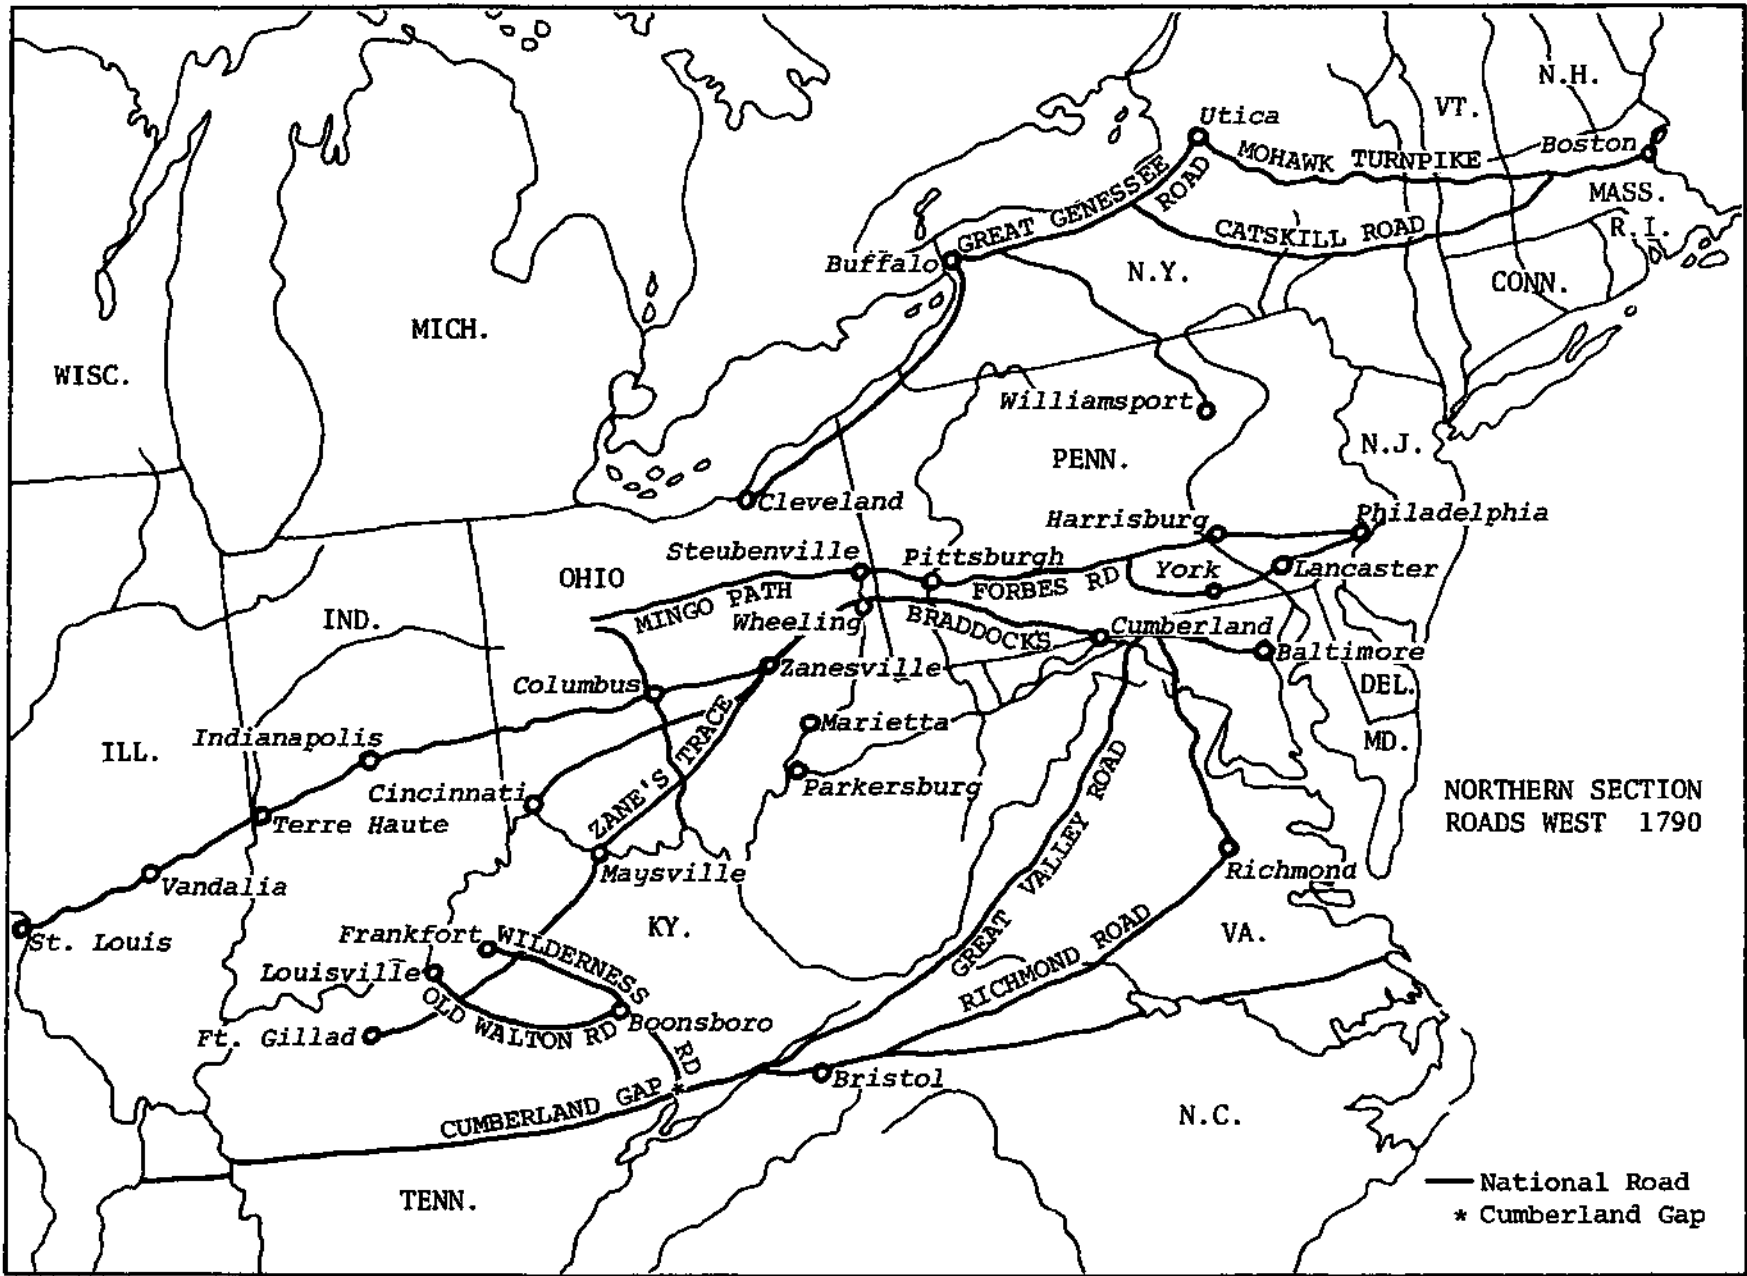 N.H.
VT.
Utica
MOHAWK TURNPIKE
Boston
MASS.
GREAT GENESSEE
ROAD
CATSKILL ROAD
R.I.
Buffalo
N.Y.
CONN.
MICH.
WISC.
Williamsport
N.J.
PENN.
Cleveland
Harrisburg
Philadelphia
Steubenville
Pittsburgh
OHIO
FORBES RD
York
Lancaster
MINGO PATH
IND.
Wheeling
BRADDOCKS
Cumberland
Baltimore
Zanesville
Columbus
DEL.
Marietta
Indianapolis
ILL.
MD.
ZANE'S TRACE
Cincinnati
Parkersburg
GREAT VALLEY ROAD
NORTHERN SECTION
ROADS WEST 1790
Terre Haute
Maysville
Richmond
Vandalia
KY.
VA.
St. Louis
Frankfort
WILDERNESS
RD
Louisville
RICHMOND ROAD
OLD WALTON RD
Boonsboro
Ft. Gillad
Bristol
CUMBERLAND GAP *
N.C.
TENN.
National Road
* Cumberland Gap